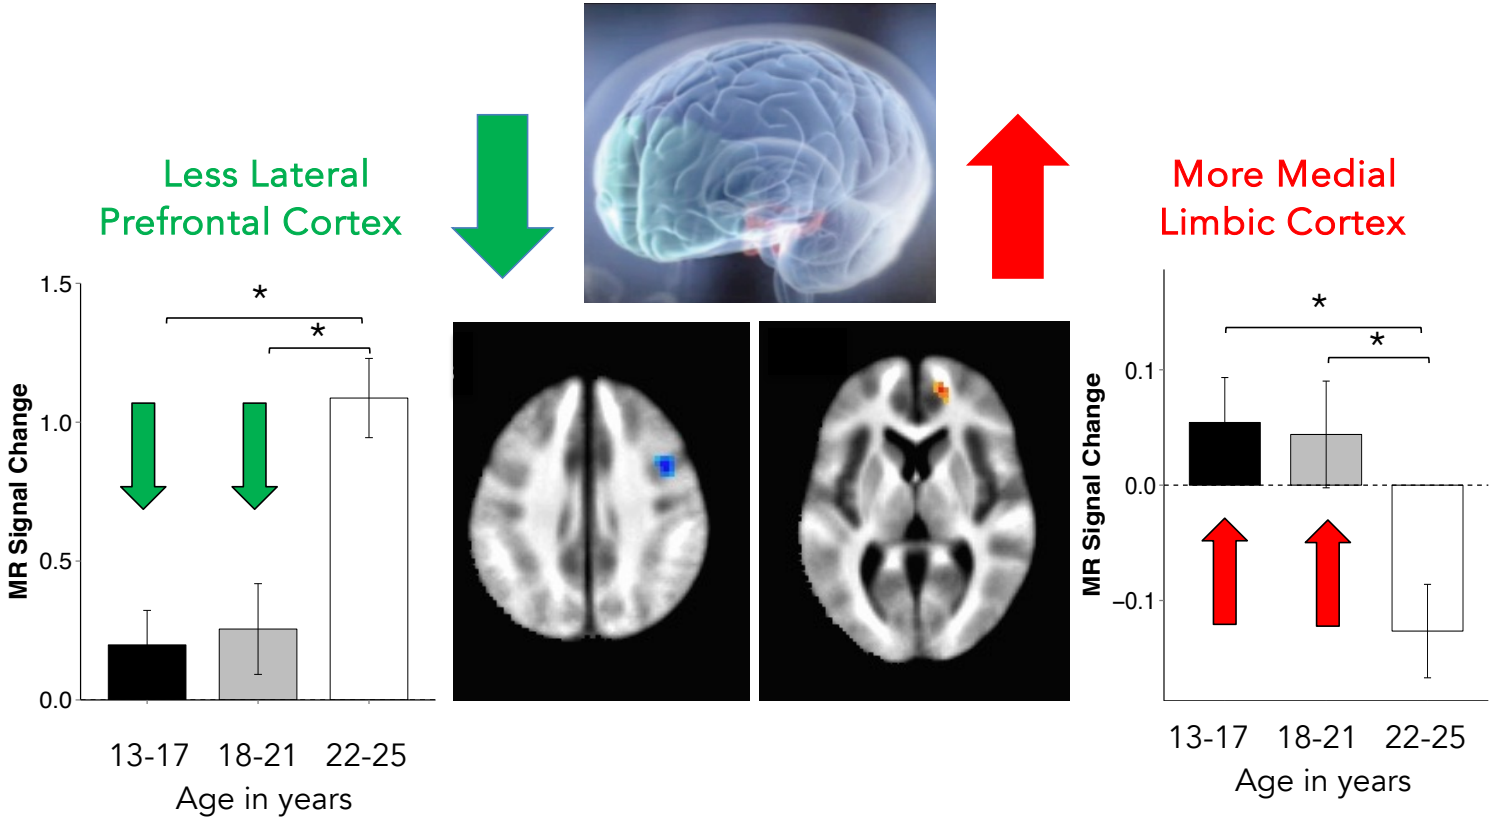 Less Lateral
Prefrontal Cortex
More Medial
Limbic Cortex
MR Signal Change
1.5
1.0
0.5
0.0
*
*
13-17 18-21 22-25
Age in years
MR Signal Change
0.1
0.0
−0.1
*
*
13-17 18-21 22-25
Age in years